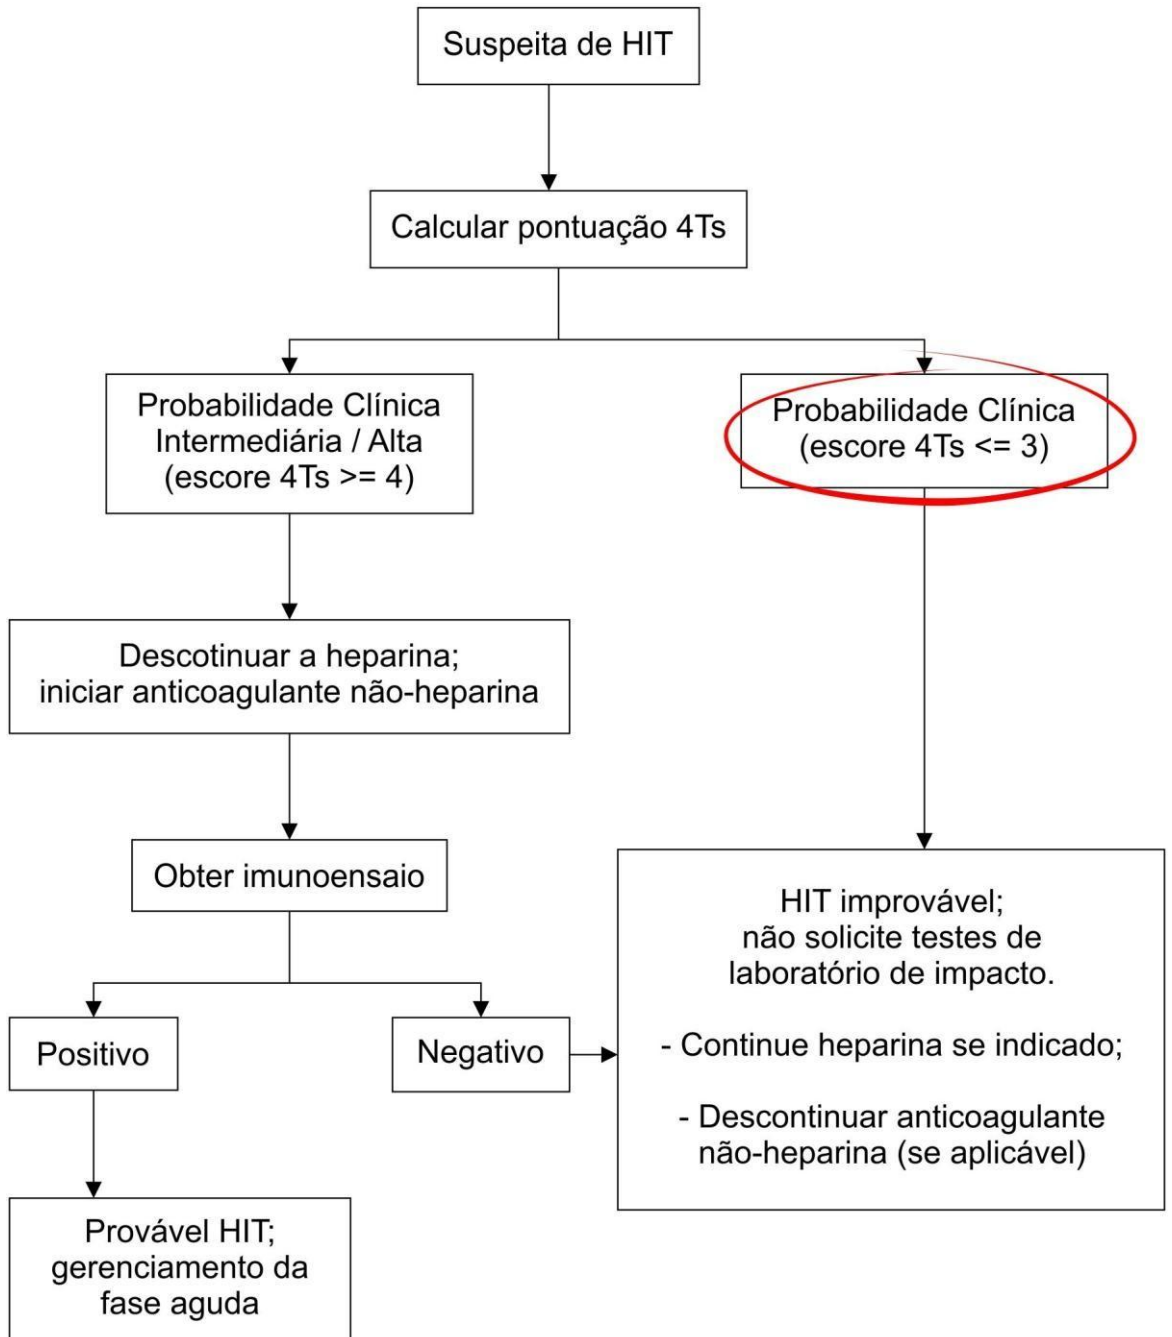 Suspeita de HIT
Calcular pontuação 4Ts
Probabilidade Clínica
Intermediária / Alta
(escore 4Ts >= 4)
Probabilidade Clínica
(escore 4Ts <= 3)
Descotinuar a heparina;
iniciar anticoagulante não-heparina
Obter imunoensaio
HIT improvável;
não solicite testes de
laboratório de impacto.
- Continue heparina se indicado;
- Descontinuar anticoagulante
não-heparina (se aplicável)
Positivo
Negativo
Provável HIT;
gerenciamento da
fase aguda